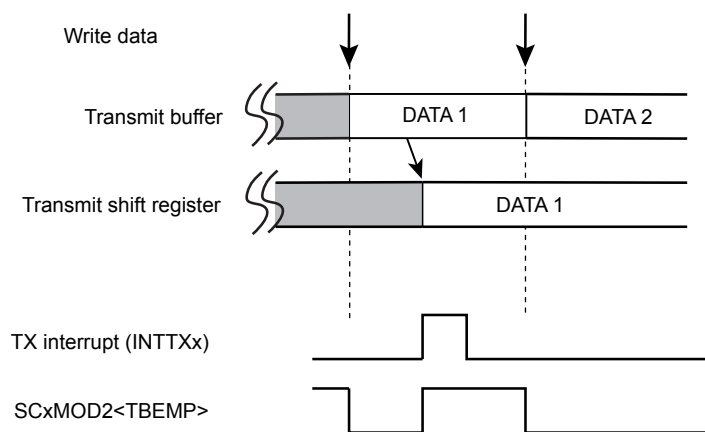 Write data
Transmit buffer
DATA 1
DATA 2
Transmit shift register
DATA 1
TX interrupt (INTTXx)
SCxMOD2<TBEMP>